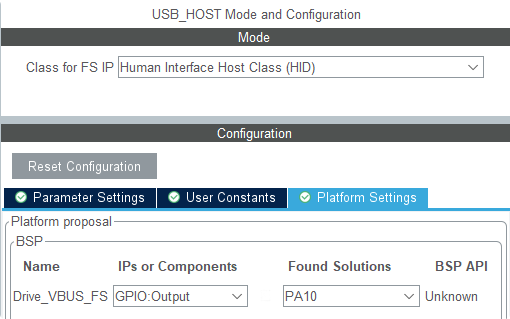 USB_HOST Mode and Configuration
Mode
Class for FS IP Human Interface Host Class (HID)
Configuration
Reset Configuration
Parameter Settings User Constants Platform Settings
Platform proposal
BSP
Name IPs or Components Found Solutions BSP API
Drive_VBUS_FS GPIO:Output PA10 Unknown